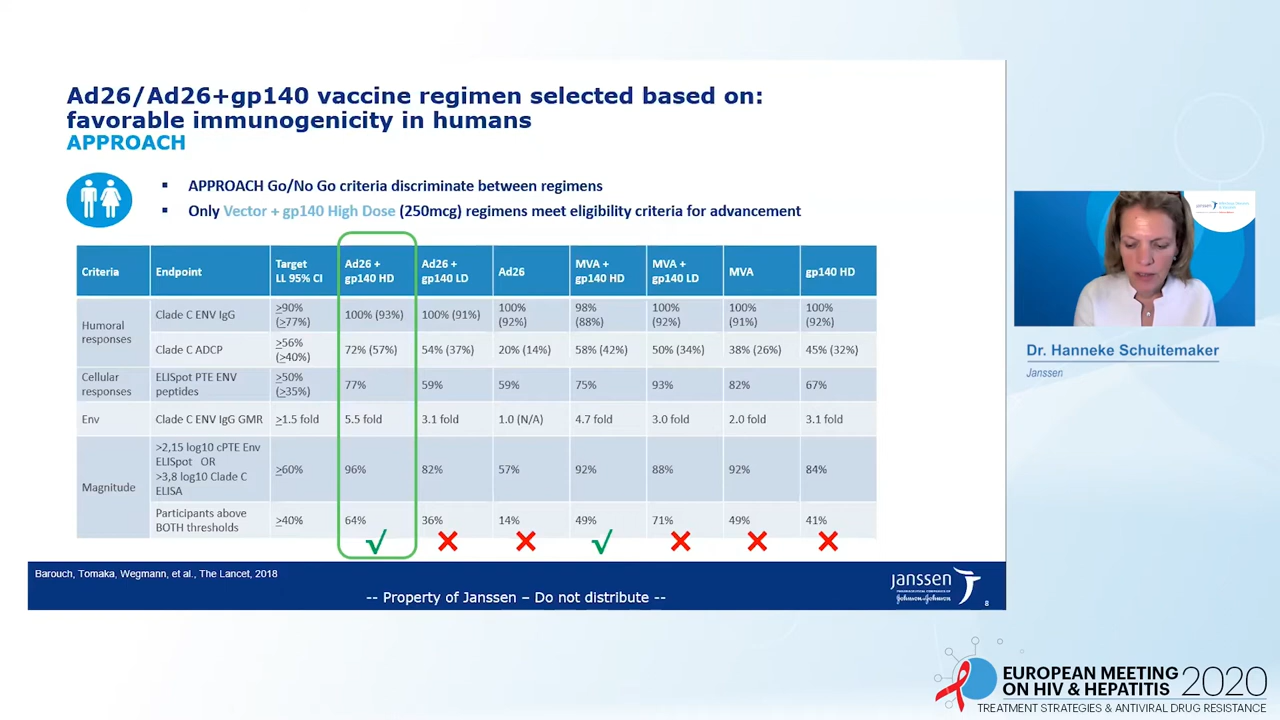 Ad26/Ad26+gp140 vaccine regimen selected based on:
favorable immunogenicity in humans
APPROACH
▪ APPROACH Go/No Go criteria discriminate between regimens
▪ Only Vector + gp140 High Dose (250mcg) regimens meet eligibility criteria for advancement
Criteria Endpoint Target LL 95% CI Ad26 + gp140 HD Ad26 + gp140 LD Ad26 MVA + gp140 HD MVA + gp140 LD MVA gp140 HD
Humoral responses Clade C ENV IgG ≥90% (≥77%) 100% (93%) 100% (91%) 100% (92%) 98% (88%) 100% (92%) 100% (91%) 100% (92%)
Clade C ADCP ≥56% (≥40%) 72% (57%) 54% (37%) 20% (14%) 58% (42%) 50% (34%) 38% (26%) 45% (32%)
Cellular responses ELISpot PTE ENV peptides ≥50% (≥35%) 77% 59% 59% 75% 93% 82% 67%
Env Clade C ENV IgG GMR ≥1.5 fold 5.5 fold 3.1 fold 1.0 (N/A) 4.7 fold 3.0 fold 2.0 fold 3.1 fold
Magnitude >2,15 log10 cPTE Env ELISpot OR >3,8 log10 Clade C ELISA ≥60% 96% 82% 57% 92% 88% 92% 84%
Participants above BOTH thresholds ≥40% 64% 36% 14% 49% 71% 49% 41%
√ × × √ × × ×
Barouch, Tomaka, Wegmann, et al., The Lancet, 2018
-- Property of Janssen – Do not distribute --
janssen
PHARMACEUTICAL COMPANIES OF
Johnson & Johnson
8
janssen
Dr. Hanneke Schuitemaker
Janssen
EUROPEAN MEETING
ON HIV & HEPATITIS 2020
TREATMENT STRATEGIES & ANTIVIRAL DRUG RESISTANCE